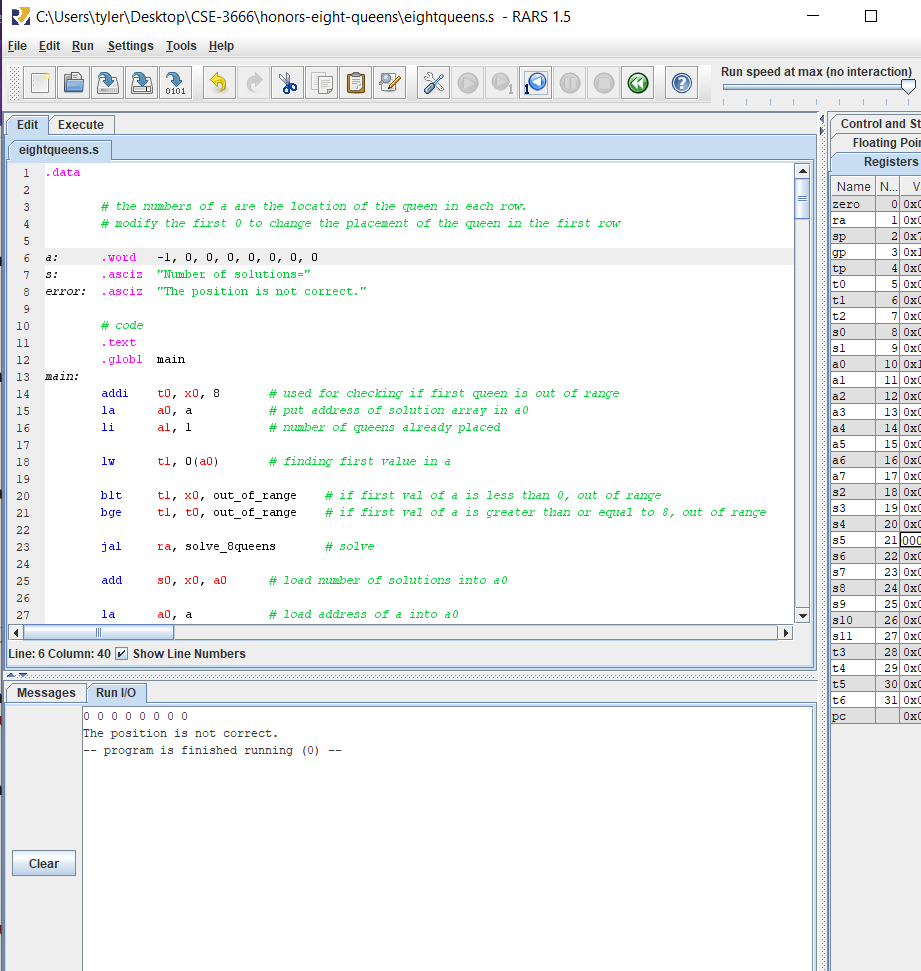 C:\Users\tyler\Desktop\CSE-3666\honors-eight-queens\eightqueens.s - RARS 1.5
File Edit Run Settings Tools Help
Run speed at max (no interaction)
Edit Execute
eightqueens.s
1 .data
2
3 # the numbers of a are the location of the queen in each row.
4 # modify the first 0 to change the placement of the queen in the first row
5
6 a: .word -1, 0, 0, 0, 0, 0, 0, 0
7 s: .asciz "Number of solutions="
8 error: .asciz "The position is not correct."
9
10 # code
11 .text
12 .globl main
13 main:
14 addi t0, x0, 8 # used for checking if first queen is out of range
15 la a0, a # put address of solution array in a0
16 li a1, 1 # number of queens already placed
17
18 lw t1, 0(a0) # finding first value in a
19
20 blt t1, x0, out_of_range # if first val of a is less than 0, out of range
21 bge t1, t0, out_of_range # if first val of a is greater than or equal to 8, out of range
22
23 jal ra, solve_8queens # solve
24
25 add s0, x0, a0 # load number of solutions into a0
26
27 la a0, a # load address of a into a0
Line: 6 Column: 40 Show Line Numbers
Messages Run I/O
0 0 0 0 0 0 0 0
The position is not correct.
-- program is finished running (0) --
Clear
Control and St
Floating Poi
Registers
Name N... V
zero 0 0x0
ra 1 0x0
sp 2 0x7
gp 3 0x1
tp 4 0x0
t0 5 0x0
t1 6 0x0
t2 7 0x0
s0 8 0x0
s1 9 0x0
a0 10 0x1
a1 11 0x0
a2 12 0x0
a3 13 0x0
a4 14 0x0
a5 15 0x0
a6 16 0x0
a7 17 0x0
s2 18 0x0
s3 19 0x0
s4 20 0x0
s5 21 000
s6 22 0x0
s7 23 0x0
s8 24 0x0
s9 25 0x0
s10 26 0x0
s11 27 0x0
t3 28 0x0
t4 29 0x0
t5 30 0x0
t6 31 0x0
pc 0x0